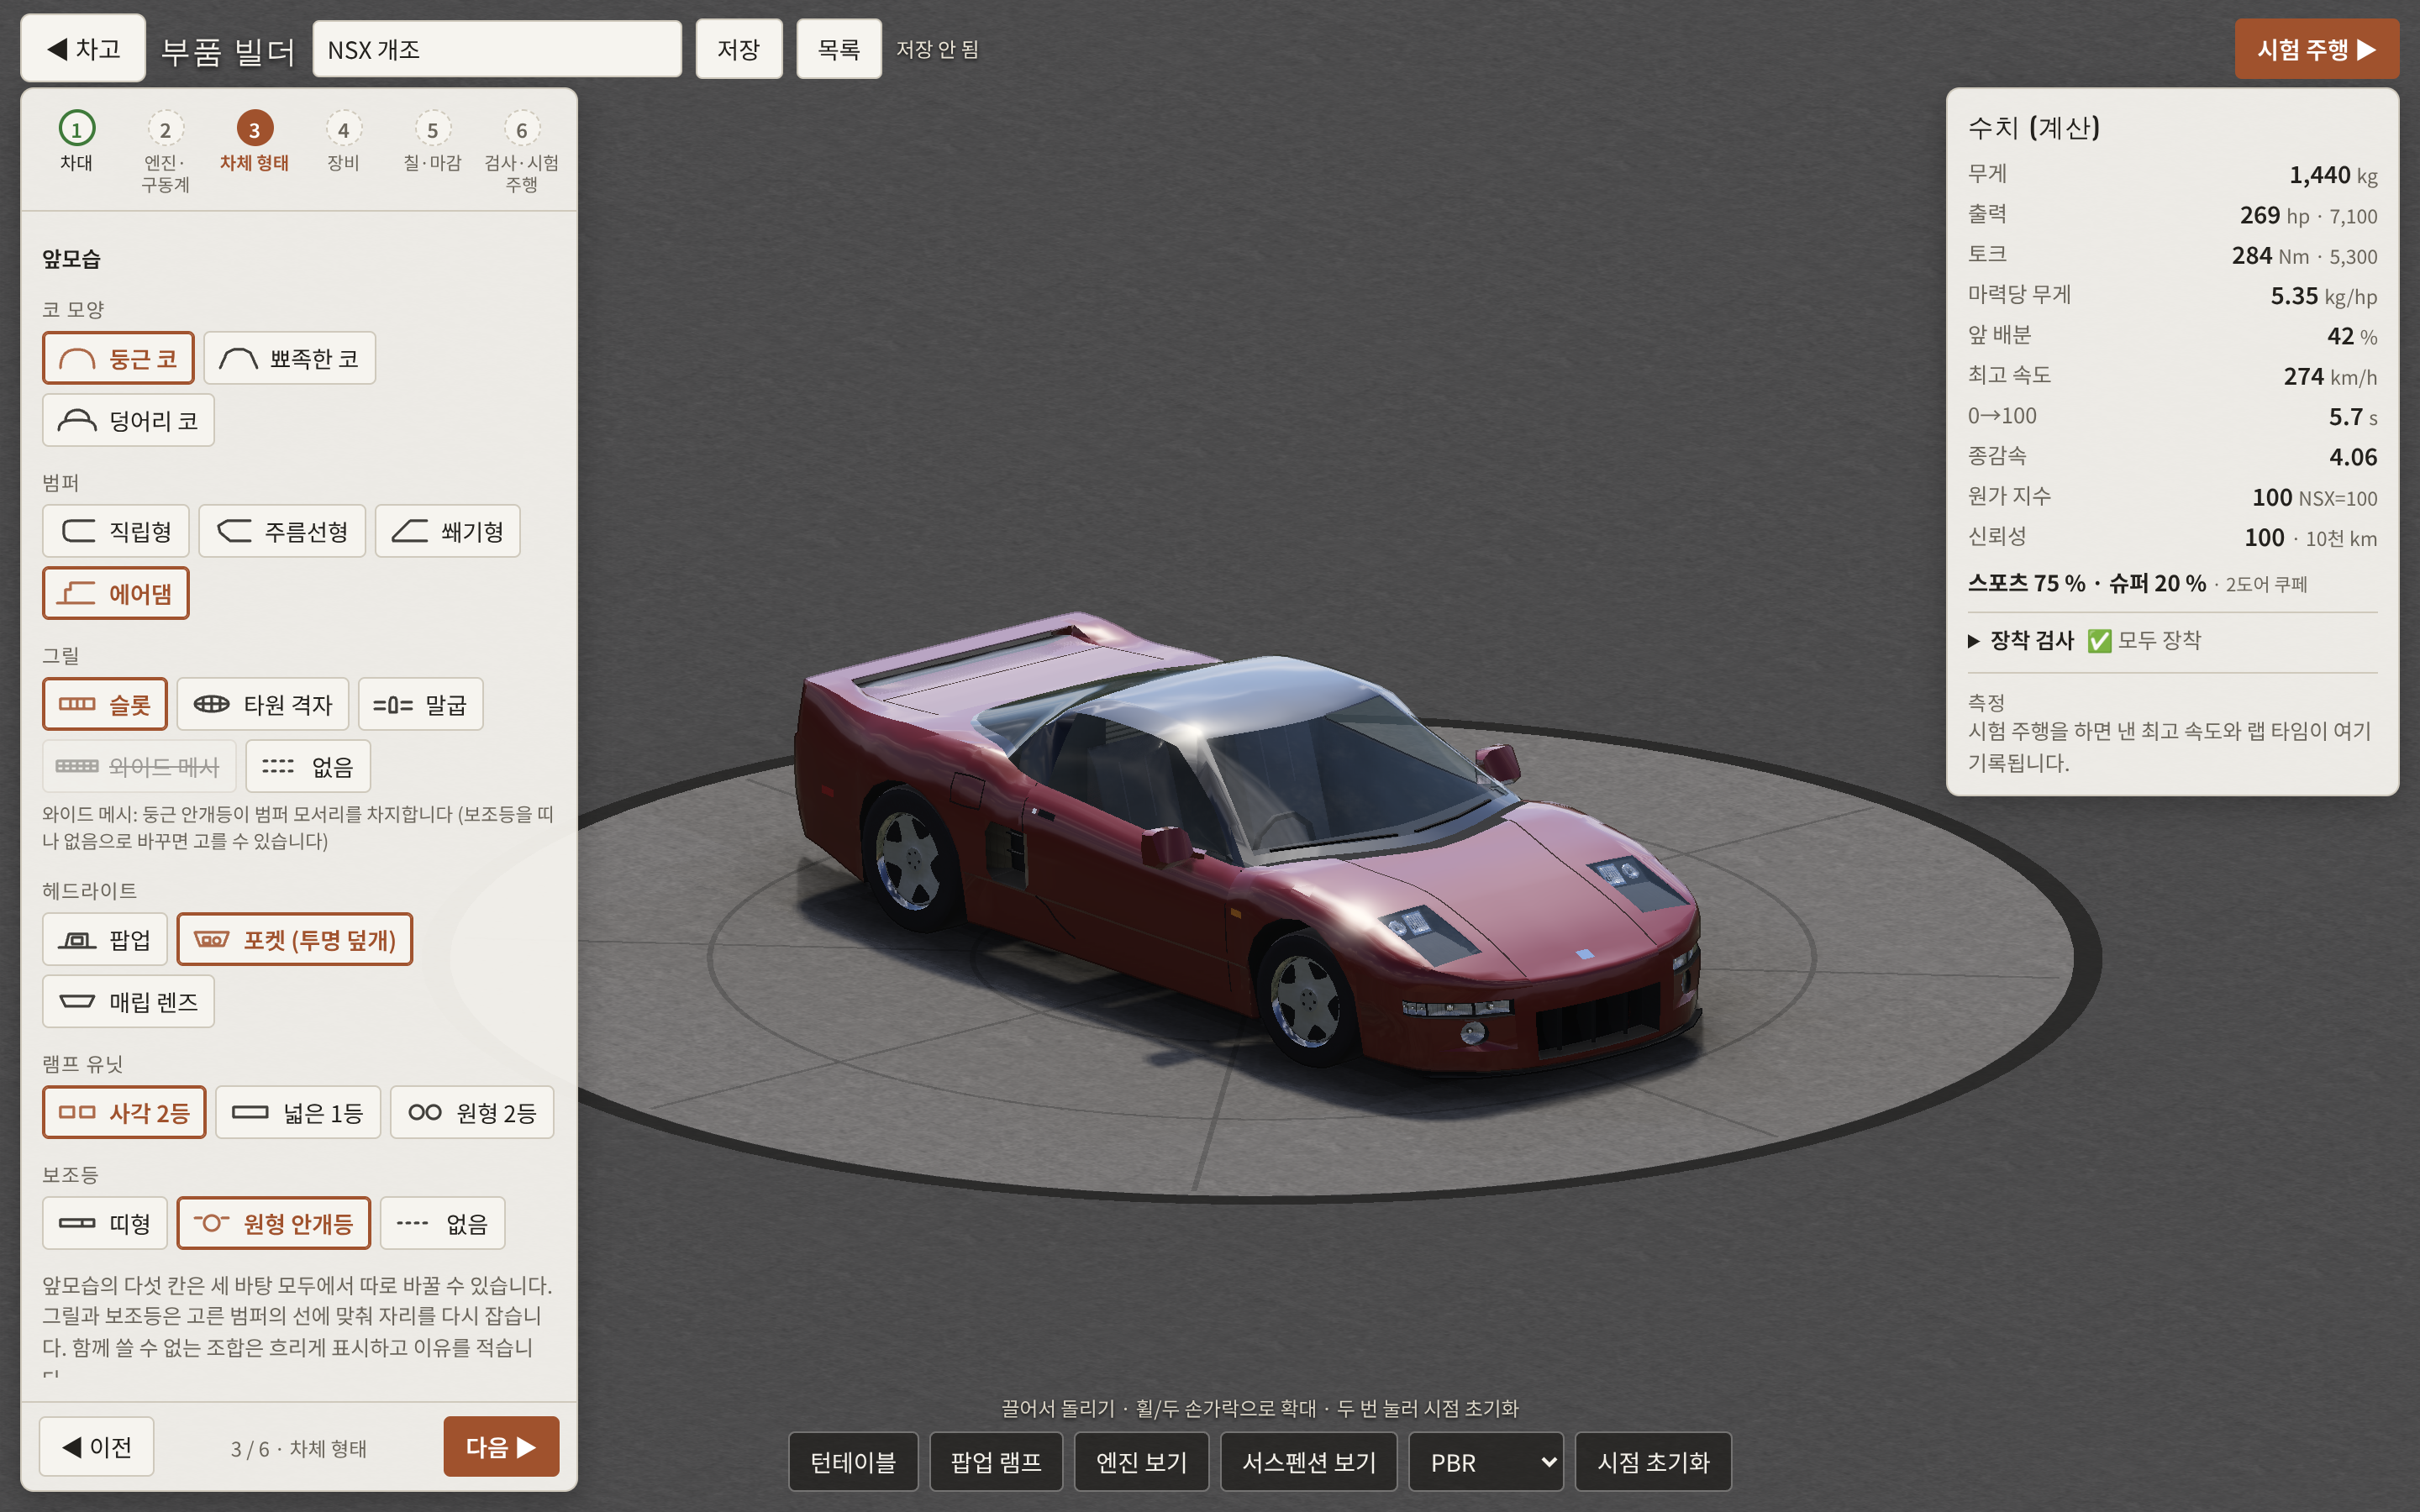 ◀ 차고
부품 빌더
NSX 개조
저장
목록
저장 안 됨
시험 주행 ▶
1
차대
2
엔진·
구동계
3
차체 형태
4
장비
5
칠·마감
6
검사·시험
주행
앞모습
코 모양
둥근 코
뾰족한 코
덩어리 코
범퍼
직립형
주름선형
쐐기형
에어댐
그릴
슬롯
타원 격자
말굽
와이드 메시
없음
와이드 메시: 둥근 안개등이 범퍼 모서리를 차지합니다 (보조등을 띠
나 없음으로 바꾸면 고를 수 있습니다)
헤드라이트
팝업
포켓 (투명 덮개)
매립 렌즈
램프 유닛
사각 2등
넓은 1등
원형 2등
보조등
띠형
원형 안개등
없음
앞모습의 다섯 칸은 세 바탕 모두에서 따로 바꿀 수 있습니다.
그릴과 보조등은 고른 범퍼의 선에 맞춰 자리를 다시 잡습니
다. 함께 쓸 수 없는 조합은 흐리게 표시하고 이유를 적습니
◀ 이전
3 / 6 · 차체 형태
다음 ▶
수치 (계산)
무게 1,440 kg
출력 269 hp · 7,100
토크 284 Nm · 5,300
마력당 무게 5.35 kg/hp
앞 배분 42 %
최고 속도 274 km/h
0→100 5.7 s
종감속 4.06
원가 지수 100 NSX=100
신뢰성 100 · 10천 km
스포츠 75 % · 슈퍼 20 % · 2도어 쿠페
▶ 장착 검사 ✅ 모두 장착
측정
시험 주행을 하면 낸 최고 속도와 랩 타임이 여기
기록됩니다.
끌어서 돌리기 · 휠/두 손가락으로 확대 · 두 번 눌러 시점 초기화
턴테이블
팝업 램프
엔진 보기
서스펜션 보기
PBR
시점 초기화